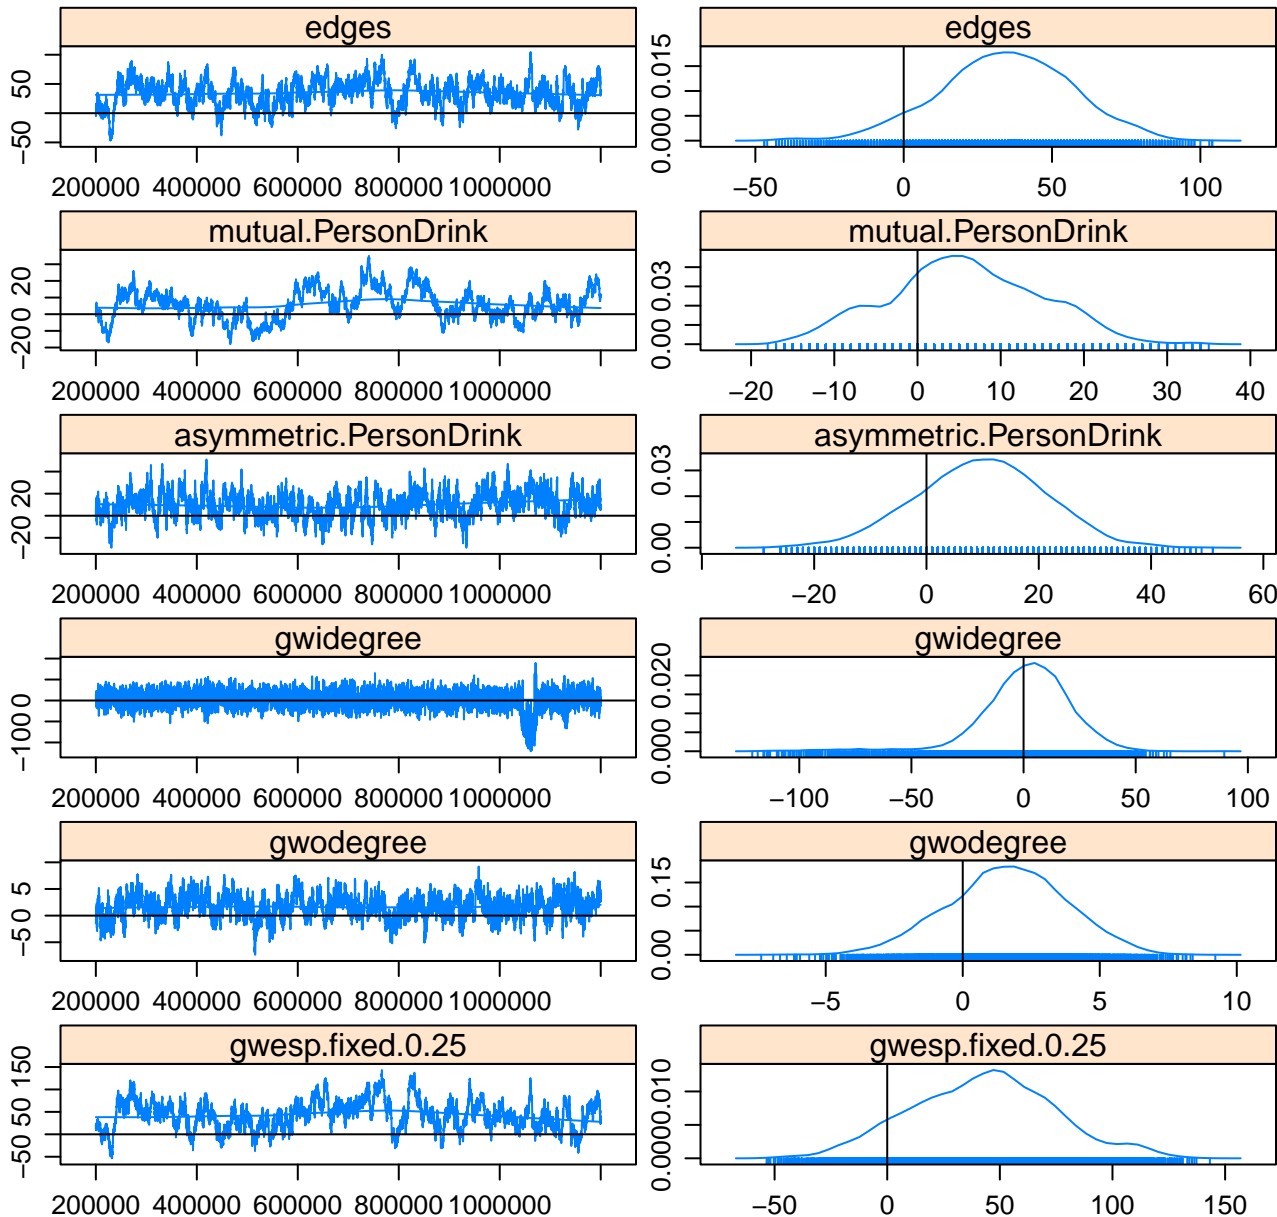 edges
50
−50
200000 400000 600000 800000 1000000
edges
0.015
0.000
−50 0 50 100
mutual.PersonDrink
20
0
−20
200000 400000 600000 800000 1000000
mutual.PersonDrink
0.03
0.00
−20 −10 0 10 20 30 40
asymmetric.PersonDrink
20
−20
200000 400000 600000 800000 1000000
asymmetric.PersonDrink
0.03
0.00
−20 0 20 40 60
gwidegree
0
−100
200000 400000 600000 800000 1000000
gwidegree
0.020
0.000
−100 −50 0 50 100
gwodegree
5
0
−5
200000 400000 600000 800000 1000000
gwodegree
0.15
0.00
−5 0 5 10
gwesp.fixed.0.25
150
50
−50
200000 400000 600000 800000 1000000
gwesp.fixed.0.25
0.010
0.000
−50 0 50 100 150